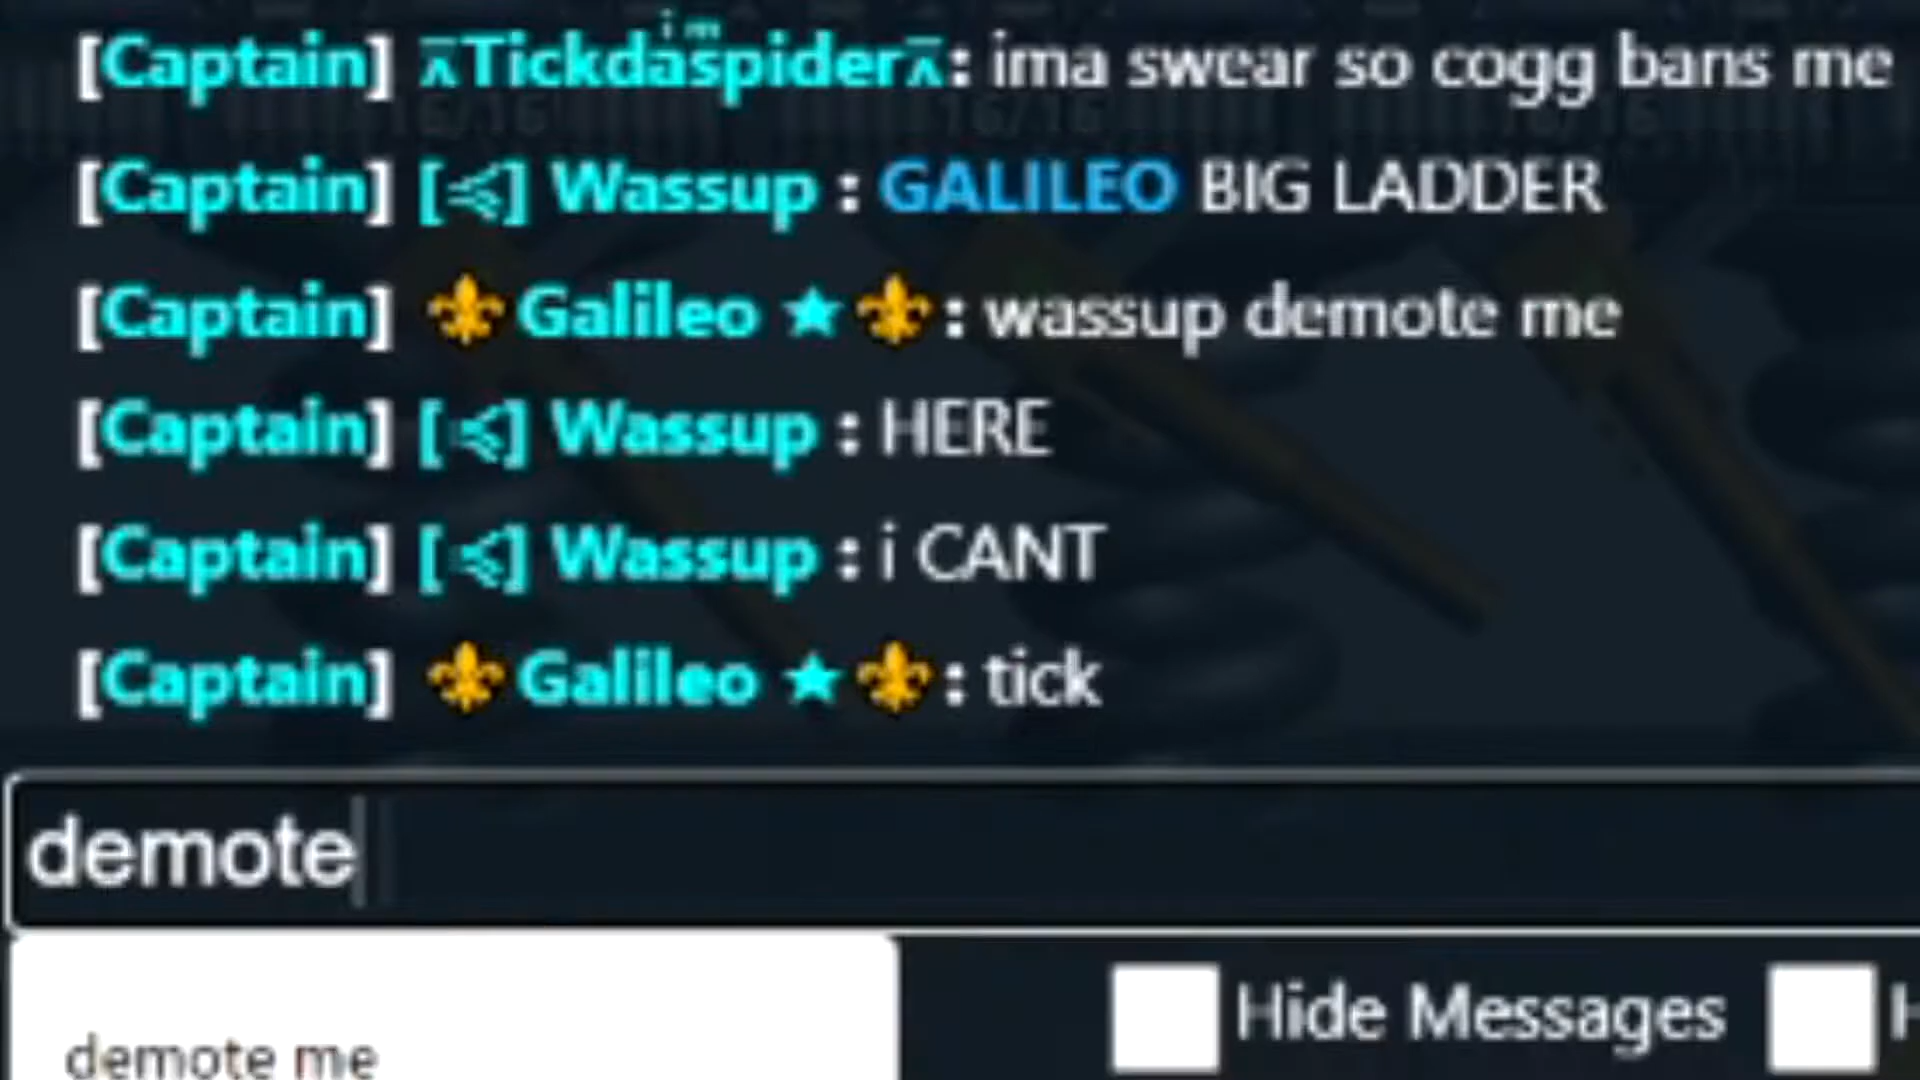 [Captain] ⊼Tickdaspider⊼: ima swear so cogg bans me
[Captain] [⪪] Wassup : GALILEO BIG LADDER
[Captain] ⚜Galileo ★⚜: wassup demote me
[Captain] [⪪] Wassup : HERE
[Captain] [⪪] Wassup : i CANT
[Captain] ⚜Galileo ★⚜: tick
demote
Hide Messages
demote me